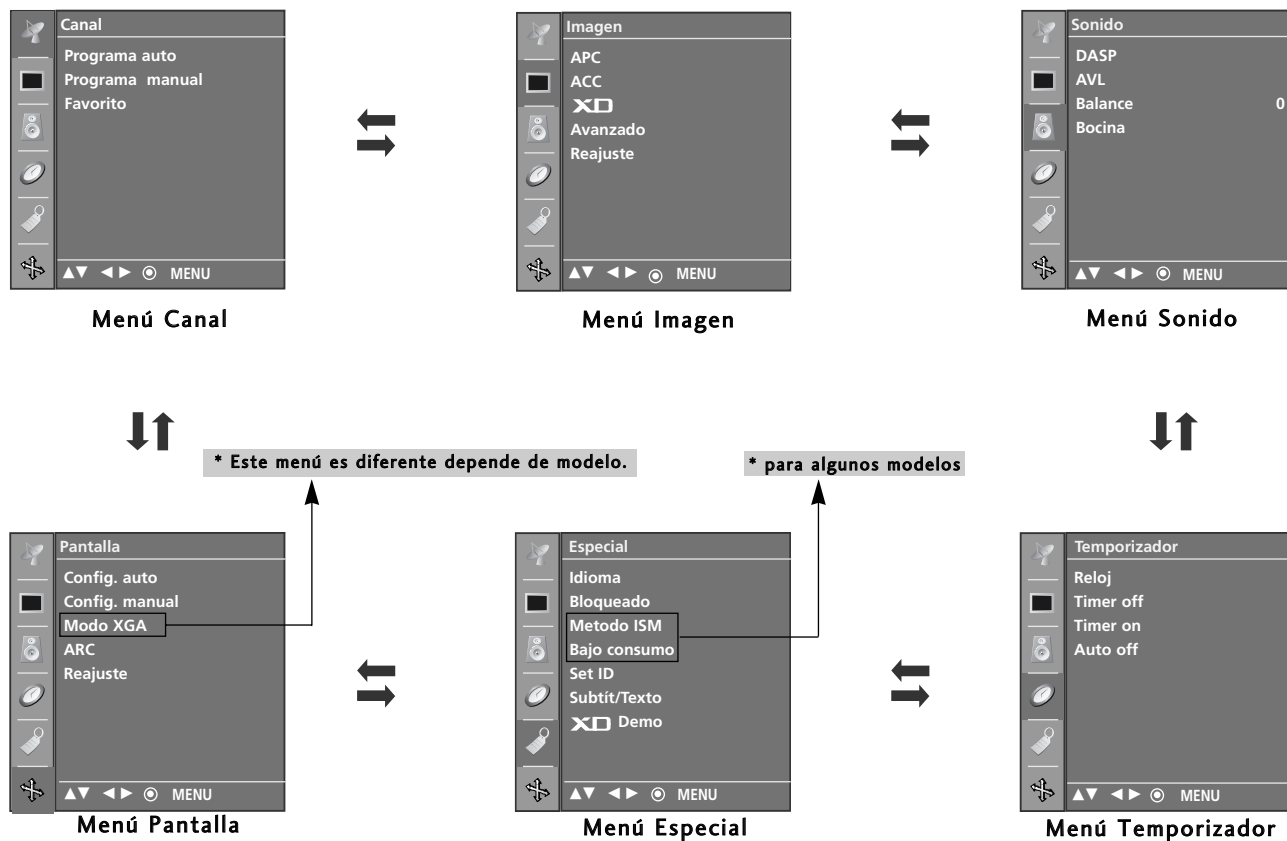 Canal
Programa auto
Programa manual
Favorito
MENU
Menú Canal
Imagen
APC
ACC
XD
Avanzado
Reajuste
MENU
Menú Imagen
Sonido
DASP
AVL
Balance 0
Bocina
MENU
Menú Sonido
* Este menú es diferente depende de modelo.
* para algunos modelos
Pantalla
Config. auto
Config. manual
Modo XGA
ARC
Reajuste
MENU
Menú Pantalla
Especial
Idioma
Bloqueado
Metodo ISM
Bajo consumo
Set ID
Subtít/Texto
XD Demo
MENU
Menú Especial
Temporizador
Reloj
Timer off
Timer on
Auto off
MENU
Menú Temporizador